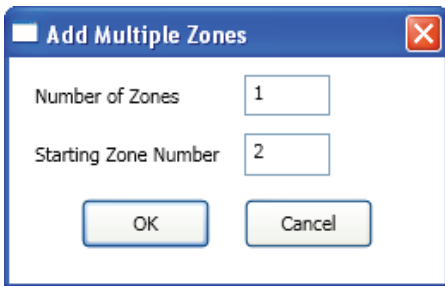 Add Multiple Zones
Number of Zones 1
Starting Zone Number 2
OK Cancel